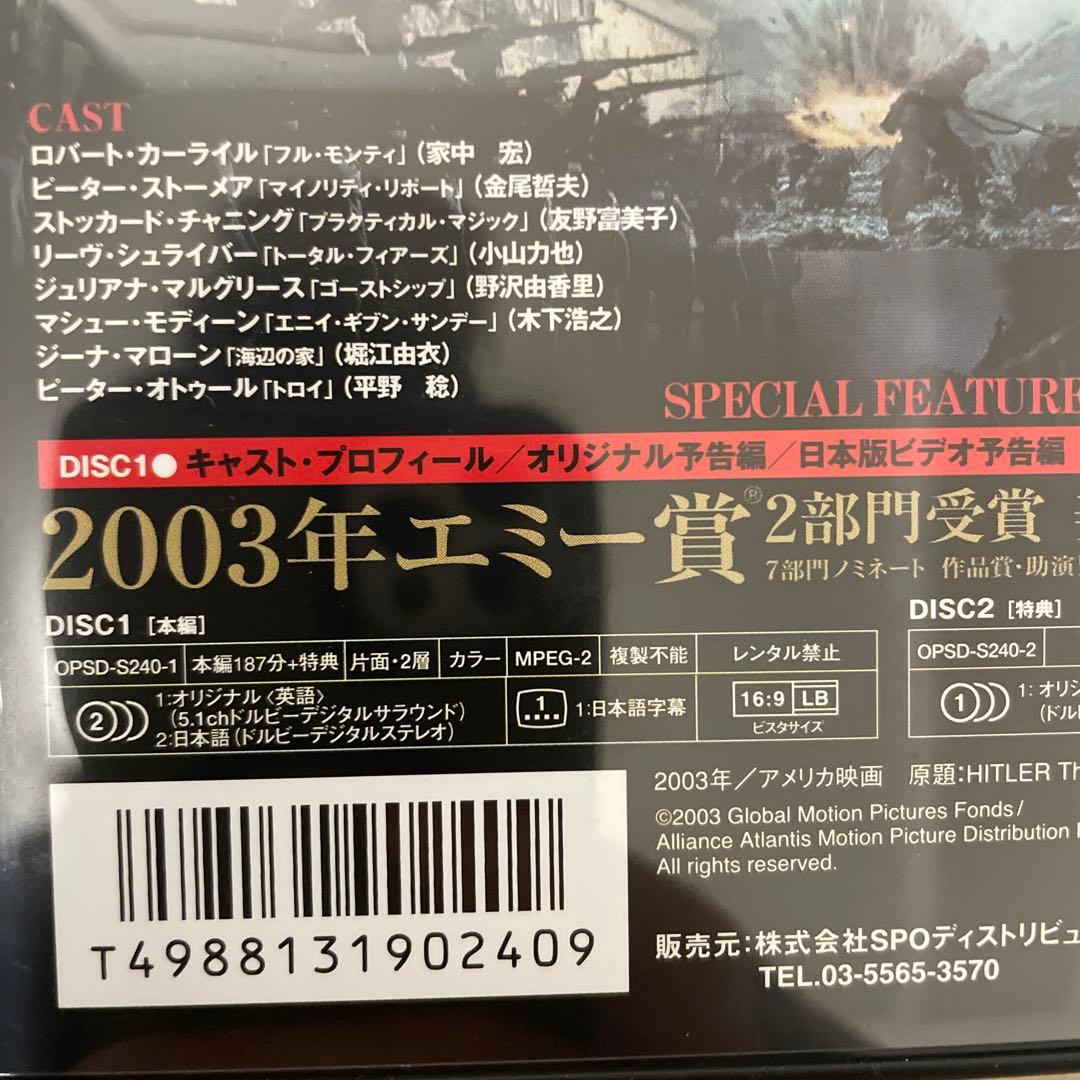 CAST
ロバート・カーライル「フル・モンティ」（家中　宏）
ピーター・ストーメア「マイノリティ・リポート」（金尾哲夫）
ストッカード・チャニング「プラクティカル・マジック」（友野富美子）
リーヴ・シュライバー「トータル・フィアーズ」（小山力也）
ジュリアナ・マルグリース「ゴーストシップ」（野沢由香里）
マシュー・モディーン「エニイ・ギブン・サンデー」（木下浩之）
ジーナ・マローン「海辺の家」（堀江由衣）
ピーター・オトゥール「トロイ」（平野　稔）
SPECIAL FEATURE
DISC1●キャスト・プロフィール／オリジナル予告編／日本版ビデオ予告編
2003年エミー賞®2部門受賞
7部門ノミネート 作品賞・助演
DISC1 [本編]
OPSD-S240-1 本編187分+特典 片面・2層 カラー MPEG-2 複製不能 レンタル禁止
2 1:オリジナル〈英語〉
（5.1chドルビーデジタルサラウンド）
2:日本語（ドルビーデジタルステレオ）
1 1:日本語字幕
16:9 LB
ビスタサイズ
DISC2 [特典]
OPSD-S240-2
1 1:オリジ
（ドル
2003年／アメリカ映画 原題:HITLER Th
©2003 Global Motion Pictures Fonds/
Alliance Atlantis Motion Picture Distribution
All rights reserved.
T4988131902409
販売元:株式会社SPOディストリビュ
TEL.03-5565-3570